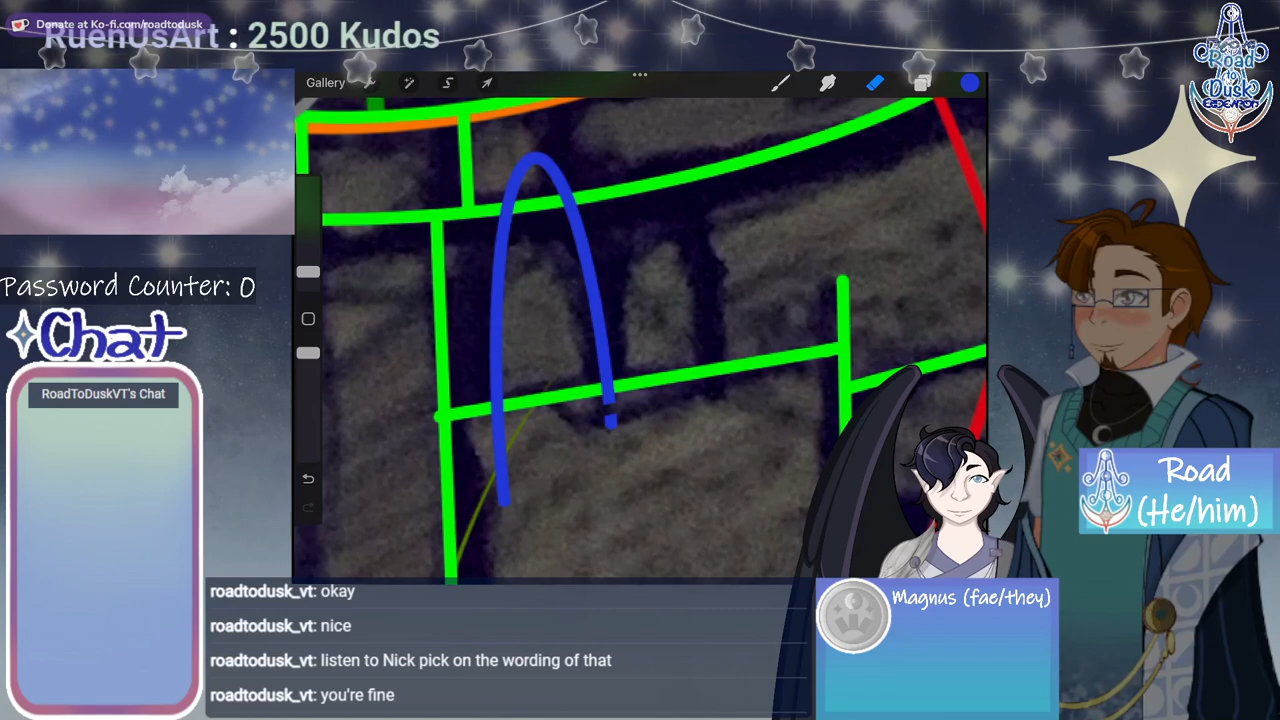 Donate at Ko-fi.com/roadtodusk
RuenUsArt : 2500 Kudos
Gallery
Road
to
Dusk
Password Counter: 0
Chat
RoadToDuskVT's Chat
Road
(He/him)
Magnus (fae/they)
roadtodusk_vt: okay
roadtodusk_vt: nice
roadtodusk_vt: listen to Nick pick on the wording of that
roadtodusk_vt: you're fine